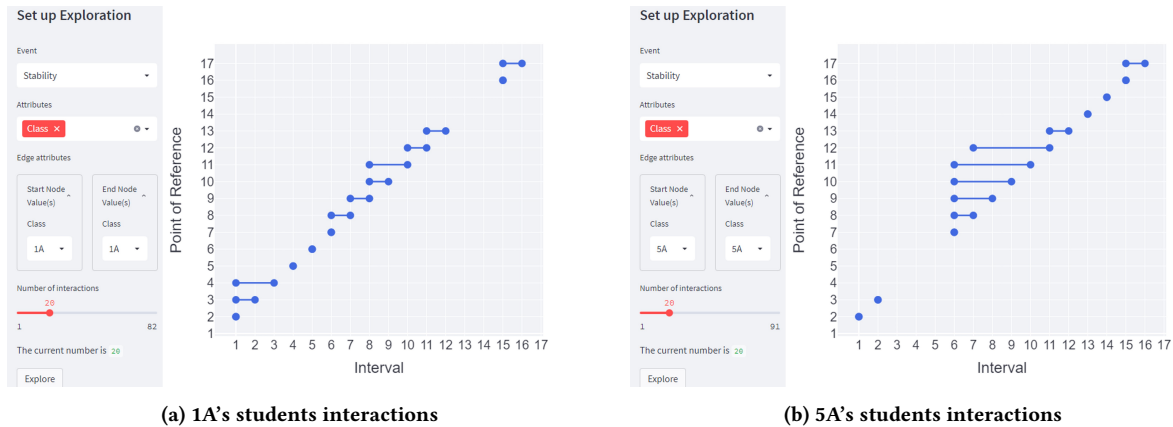 Set up Exploration
Event
Stability
Attributes
Class ×
Edge attributes
Start Node Value(s)
End Node Value(s)
Class
Class
1A
1A
Number of interactions
20
1 82
The current number is 20
Explore
Point of Reference
17
16
15
14
13
12
11
10
9
8
7
6
5
4
3
2
1
1 2 3 4 5 6 7 8 9 10 11 12 13 14 15 16 17
Interval
(a) 1A's students interactions
Set up Exploration
Event
Stability
Attributes
Class ×
Edge attributes
Start Node Value(s)
End Node Value(s)
Class
Class
5A
5A
Number of interactions
20
1 91
The current number is 20
Explore
Point of Reference
17
16
15
14
13
12
11
10
9
8
7
6
5
4
3
2
1
1 2 3 4 5 6 7 8 9 10 11 12 13 14 15 16 17
Interval
(b) 5A's students interactions